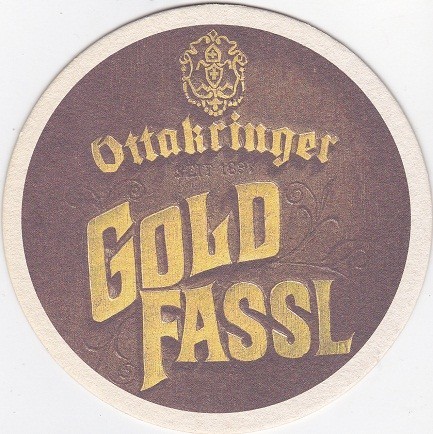 Ottakringer
SEIT 1837
GOLD
FASSL